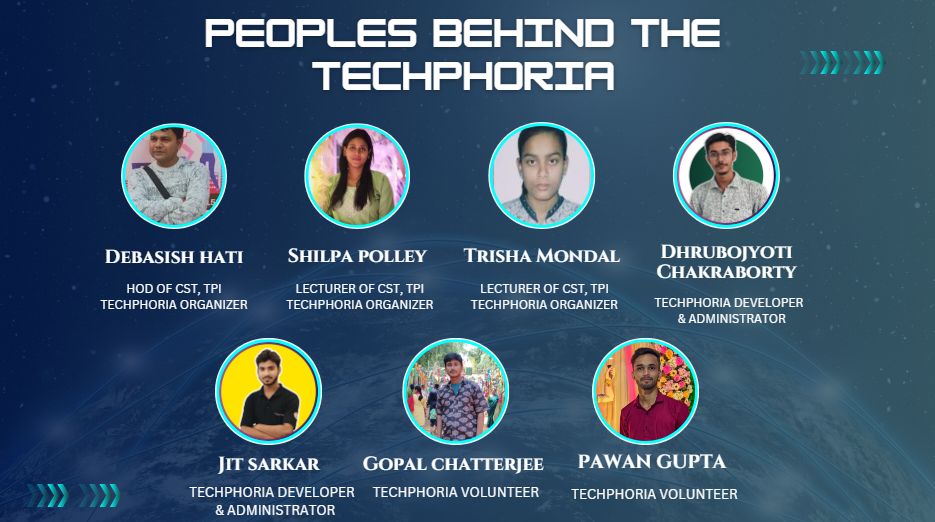 PEOPLES BEHIND THE
TECHPHORIA
DEBASISH HATI
HOD OF CST, TPI
TECHPHORIA ORGANIZER
SHILPA POLLEY
LECTURER OF CST, TPI
TECHPHORIA ORGANIZER
TRISHA MONDAL
LECTURER OF CST, TPI
TECHPHORIA ORGANIZER
DHRUBOJYOTI
CHAKRABORTY
TECHPHORIA DEVELOPER
& ADMINISTRATOR
JIT SARKAR
TECHPHORIA DEVELOPER
& ADMINISTRATOR
GOPAL CHATTERJEE
TECHPHORIA VOLUNTEER
PAWAN GUPTA
TECHPHORIA VOLUNTEER